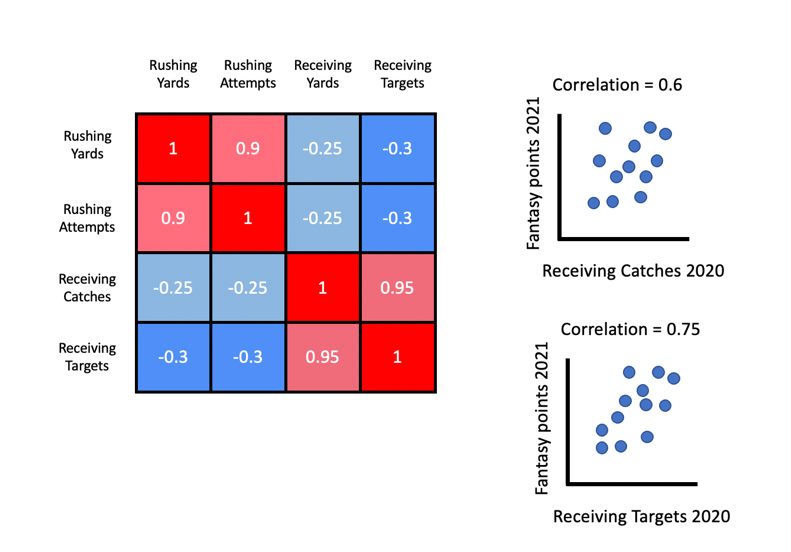 Rushing Yards
Rushing Attempts
Receiving Yards
Receiving Targets
Rushing Yards
1
0.9
-0.25
-0.3
Rushing Attempts
0.9
1
-0.25
-0.3
Receiving Catches
-0.25
-0.25
1
0.95
Receiving Targets
-0.3
-0.3
0.95
1
Correlation = 0.6
Fantasy points 2021
Receiving Catches 2020
Correlation = 0.75
Fantasy points 2021
Receiving Targets 2020